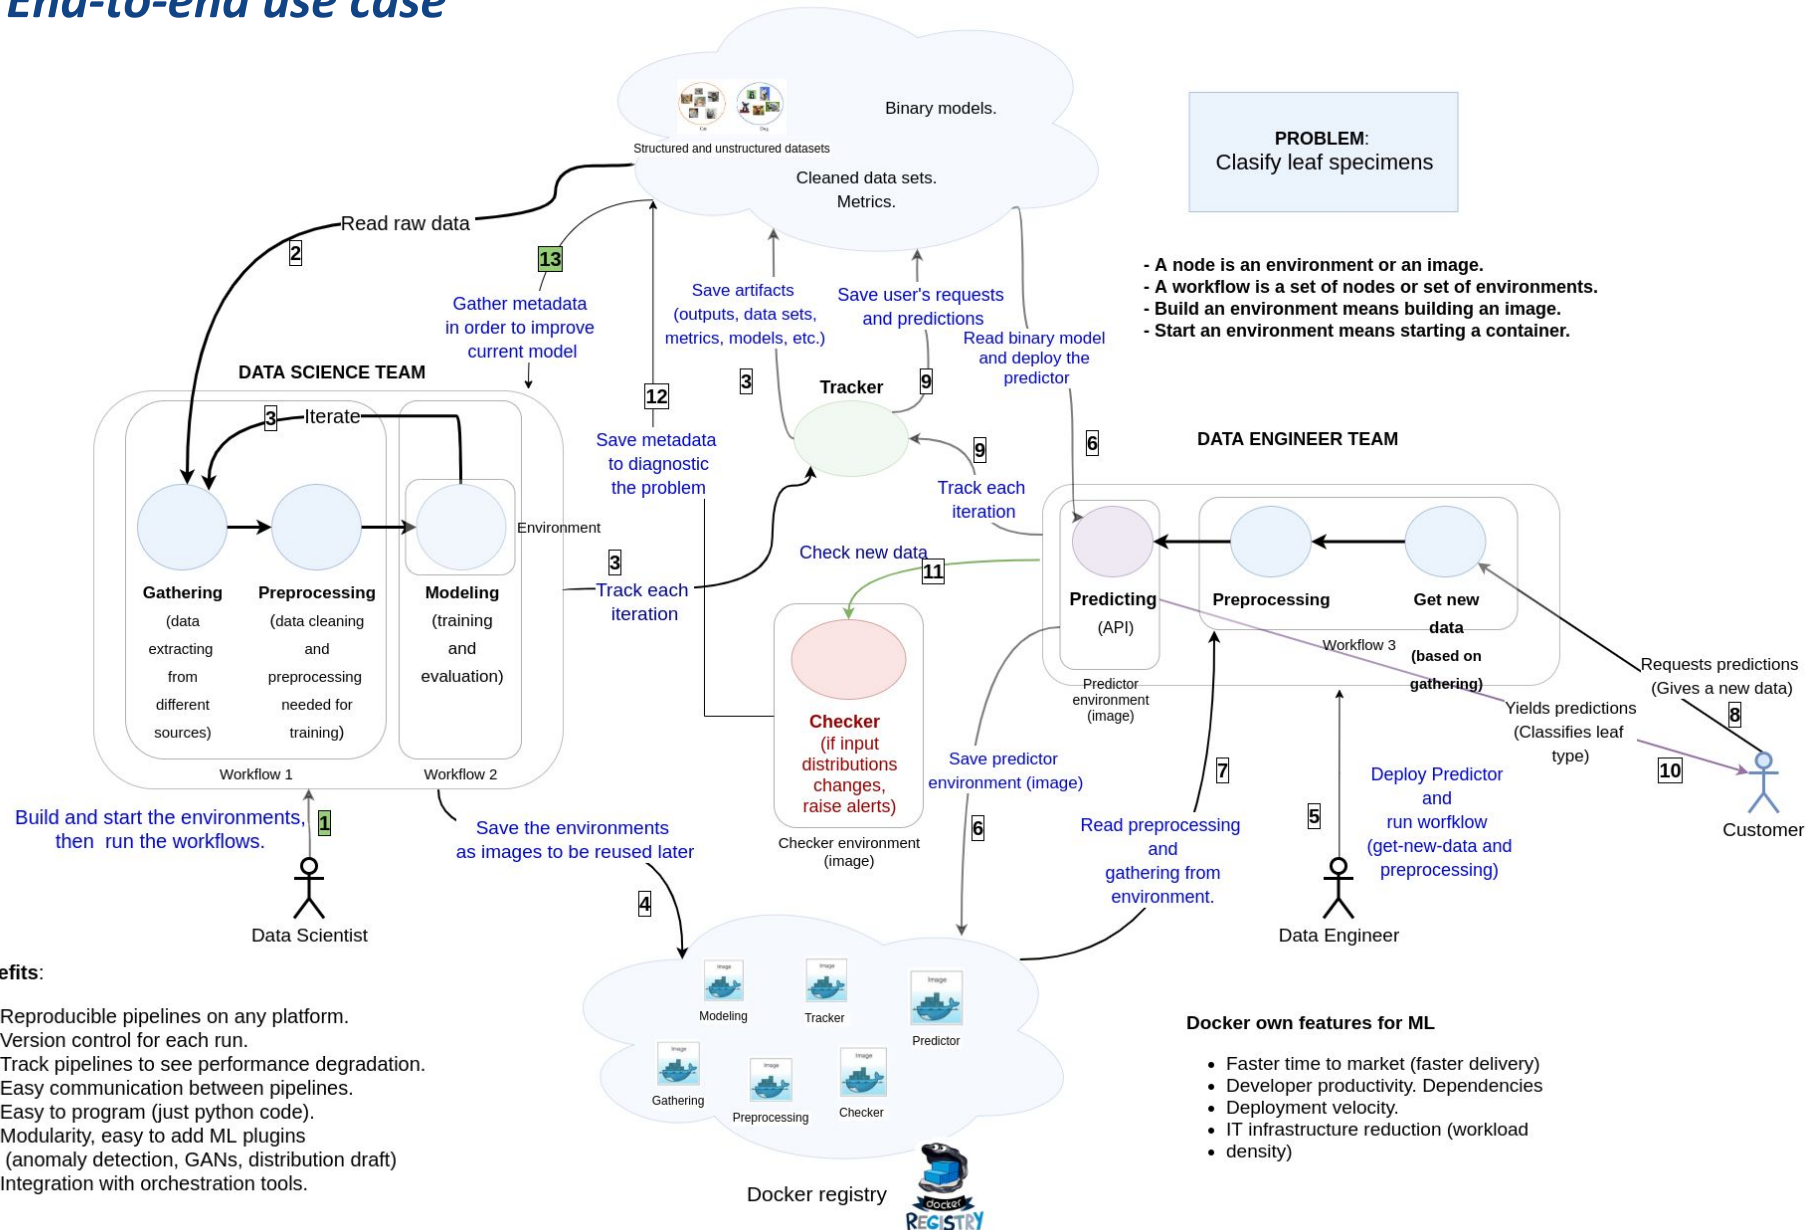 End-to-end use case
Binary models.
Structured and unstructured datasets
Cleaned data sets.
Metrics.
PROBLEM:
Clasify leaf specimens
- A node is an environment or an image.
- A workflow is a set of nodes or set of environments.
- Build an environment means building an image.
- Start an environment means starting a container.
Read raw data
2
13
Gather metadata
in order to improve
current model
12
Save metadata
to diagnostic
the problem
Save artifacts
(outputs, data sets,
metrics, models, etc.)
3
Save user's requests
and predictions
9
Read binary model
and deploy the
predictor
6
Tracker
9
Track each
iteration
DATA SCIENCE TEAM
3
Iterate
Environment
Gathering
(data
extracting
from
different
sources)
Preprocessing
(data cleaning
and
preprocessing
needed for
training)
Modeling
(training
and
evaluation)
Workflow 1
Workflow 2
3
Track each
iteration
Check new data
11
Checker
(if input
distributions
changes,
raise alerts)
Checker environment
(image)
DATA ENGINEER TEAM
Predicting
(API)
Preprocessing
Get new
data
(based on
gathering)
Workflow 3
Predictor
environment
(image)
Requests predictions
(Gives a new data)
8
Yields predictions
(Classifies leaf
type)
10
Customer
Build and start the environments,
then run the workflows.
1
Data Scientist
Save the environments
as images to be reused later
4
Save predictor
environment (image)
6
7
Read preprocessing
and
gathering from
environment.
5
Deploy Predictor
and
run worfklow
(get-new-data and
preprocessing)
Data Engineer
efits:
Reproducible pipelines on any platform.
Version control for each run.
Track pipelines to see performance degradation.
Easy communication between pipelines.
Easy to program (just python code).
Modularity, easy to add ML plugins
(anomaly detection, GANs, distribution draft)
Integration with orchestration tools.
Image
Modeling
Image
Tracker
Image
Predictor
Image
Gathering
Image
Preprocessing
Image
Checker
Docker registry
docker
REGISTRY
Docker own features for ML
• Faster time to market (faster delivery)
• Developer productivity. Dependencies
• Deployment velocity.
• IT infrastructure reduction (workload
• density)